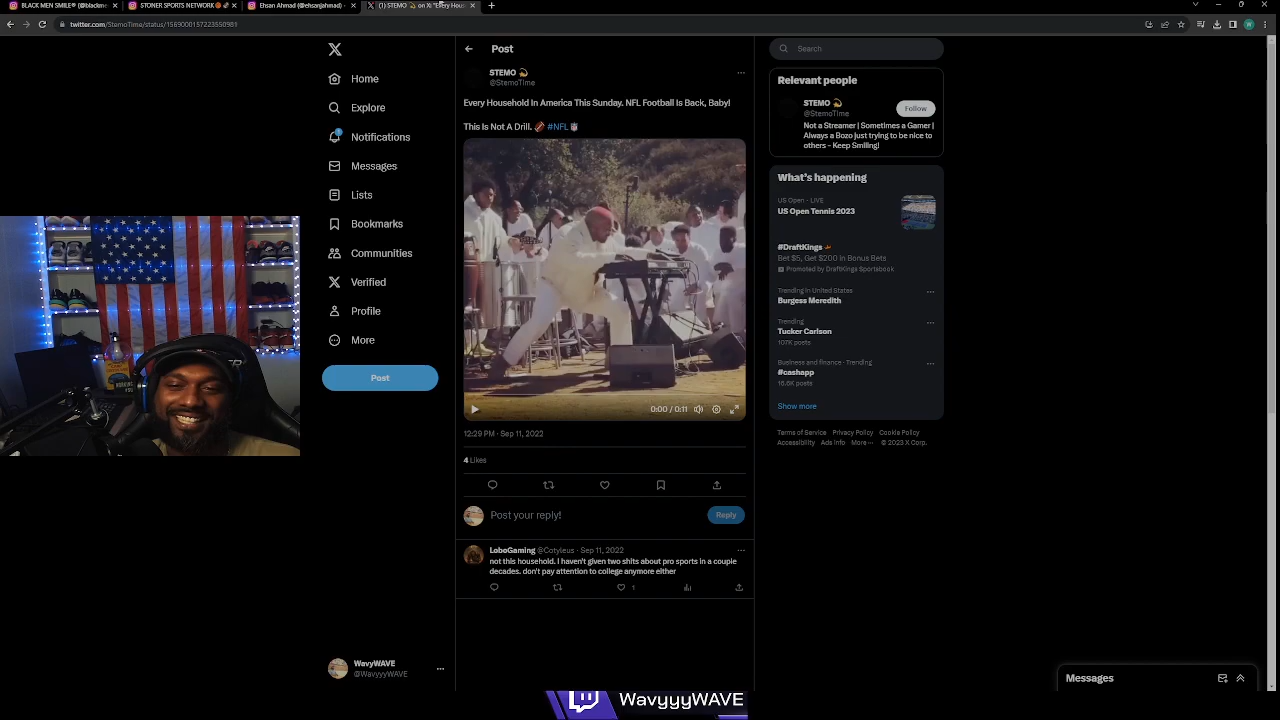 BLACK MEN SMILE® (@blackme
STONER SPORTS NETWORK
Ehsan Ahmad (@ehsanjahmad) •
(1) STEMO on X: "Every Hous
twitter.com/StemoTime/status/1569000157223550981
Home
Explore
Notifications
Messages
Lists
Bookmarks
Communities
Verified
Profile
More
Post
WavyWAVE
@WavyyyWAVE
Post
STEMO
@StemoTime
Every Household In America This Sunday. NFL Football Is Back, Baby!
This Is Not A Drill. 🏈 #NFL
0:00 / 0:11
12:29 PM · Sep 11, 2022
4 Likes
Post your reply!
Reply
LoboGaming @Cotyleus · Sep 11, 2022
not this household. I haven't given two shits about pro sports in a couple
decades. don't pay attention to college anymore either
1
Search
Relevant people
STEMO
@StemoTime
Follow
Not a Streamer | Sometimes a Gamer |
Always a Bozo just trying to be nice to
others - Keep Smiling!
What's happening
US Open · LIVE
US Open Tennis 2023
#DraftKings
Bet $5, Get $200 in Bonus Bets
Promoted by DraftKings Sportsbook
Trending in United States
Burgess Meredith
Trending
Tucker Carlson
107K posts
Business and finance · Trending
#cashapp
16.6K posts
Show more
Terms of Service Privacy Policy Cookie Policy
Accessibility Ads info More ··· © 2023 X Corp.
Messages
WavyyyWAVE